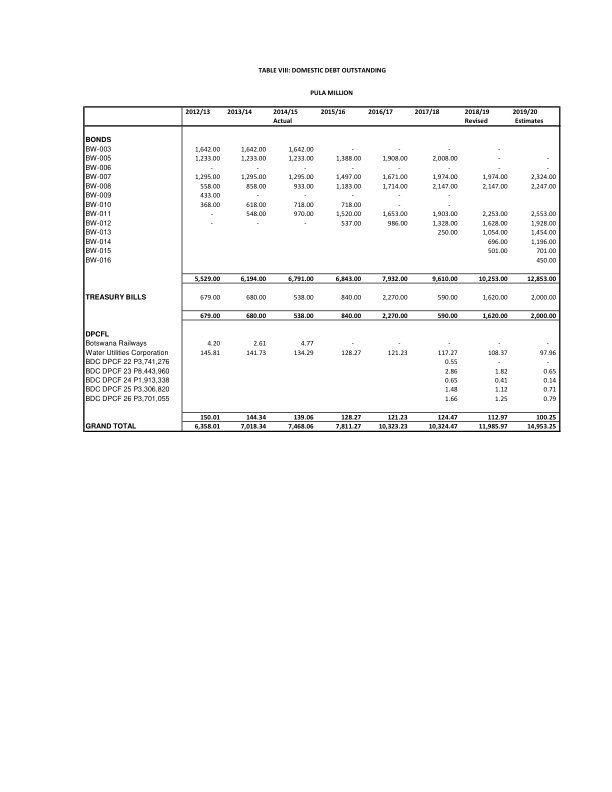 TABLE VIII: DOMESTIC DEBT OUTSTANDING
PULA MILLION
2012/13 2013/14 2014/15 2015/16 2016/17 2017/18 2018/19 2019/20
Actual Revised Estimates
BONDS
BW-003 1,642.00 1,642.00 1,642.00 - - - -
BW-005 1,233.00 1,233.00 1,233.00 1,388.00 1,908.00 2,008.00 - -
BW-006 - - - - - - -
BW-007 1,295.00 1,295.00 1,295.00 1,497.00 1,671.00 1,974.00 1,974.00 2,324.00
BW-008 558.00 858.00 933.00 1,183.00 1,714.00 2,147.00 2,147.00 2,247.00
BW-009 433.00 - - - - -
BW-010 368.00 618.00 718.00 718.00 - -
BW-011 - 548.00 970.00 1,520.00 1,653.00 1,903.00 2,253.00 2,553.00
BW-012 - - - 537.00 986.00 1,328.00 1,628.00 1,928.00
BW-013 250.00 1,054.00 1,454.00
BW-014 696.00 1,196.00
BW-015 501.00 701.00
BW-016 450.00
5,529.00 6,194.00 6,791.00 6,843.00 7,932.00 9,610.00 10,253.00 12,853.00
TREASURY BILLS 679.00 680.00 538.00 840.00 2,270.00 590.00 1,620.00 2,000.00
679.00 680.00 538.00 840.00 2,270.00 590.00 1,620.00 2,000.00
DPCFL
Botswana Railways 4.20 2.61 4.77 - - - - -
Water Utilities Corporation 145.81 141.73 134.29 128.27 121.23 117.27 108.37 97.96
BDC DPCF 22 P3,741,276 0.55 - -
BDC DPCF 23 P8,443,960 2.86 1.82 0.65
BDC DPCF 24 P1,913,338 0.65 0.41 0.14
BDC DPCF 25 P3,306,820 1.48 1.12 0.71
BDC DPCF 26 P3,701,055 1.66 1.25 0.79
150.01 144.34 139.06 128.27 121.23 124.47 112.97 100.25
GRAND TOTAL 6,358.01 7,018.34 7,468.06 7,811.27 10,323.23 10,324.47 11,985.97 14,953.25